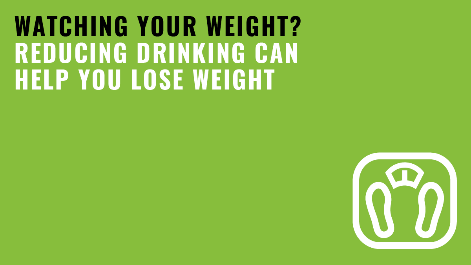 WATCHING YOUR WEIGHT?
REDUCING DRINKING CAN
HELP YOU LOSE WEIGHT